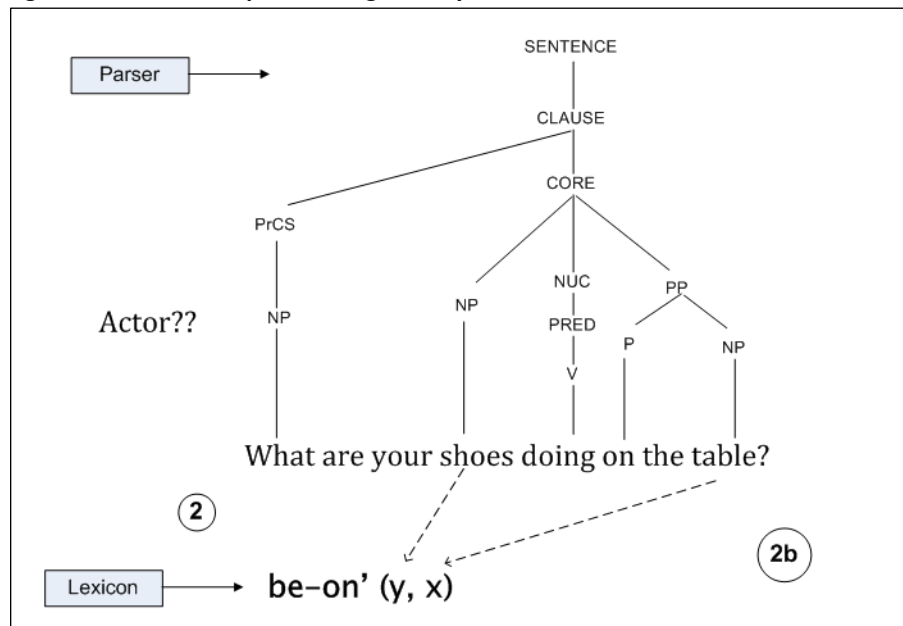 SENTENCE
Parser
CLAUSE
CORE
PrCS
NUC
PP
NP
Actor??
NP
PRED
P
NP
V
What are your shoes doing on the table?
2
2b
Lexicon
be-on’ (y, x)